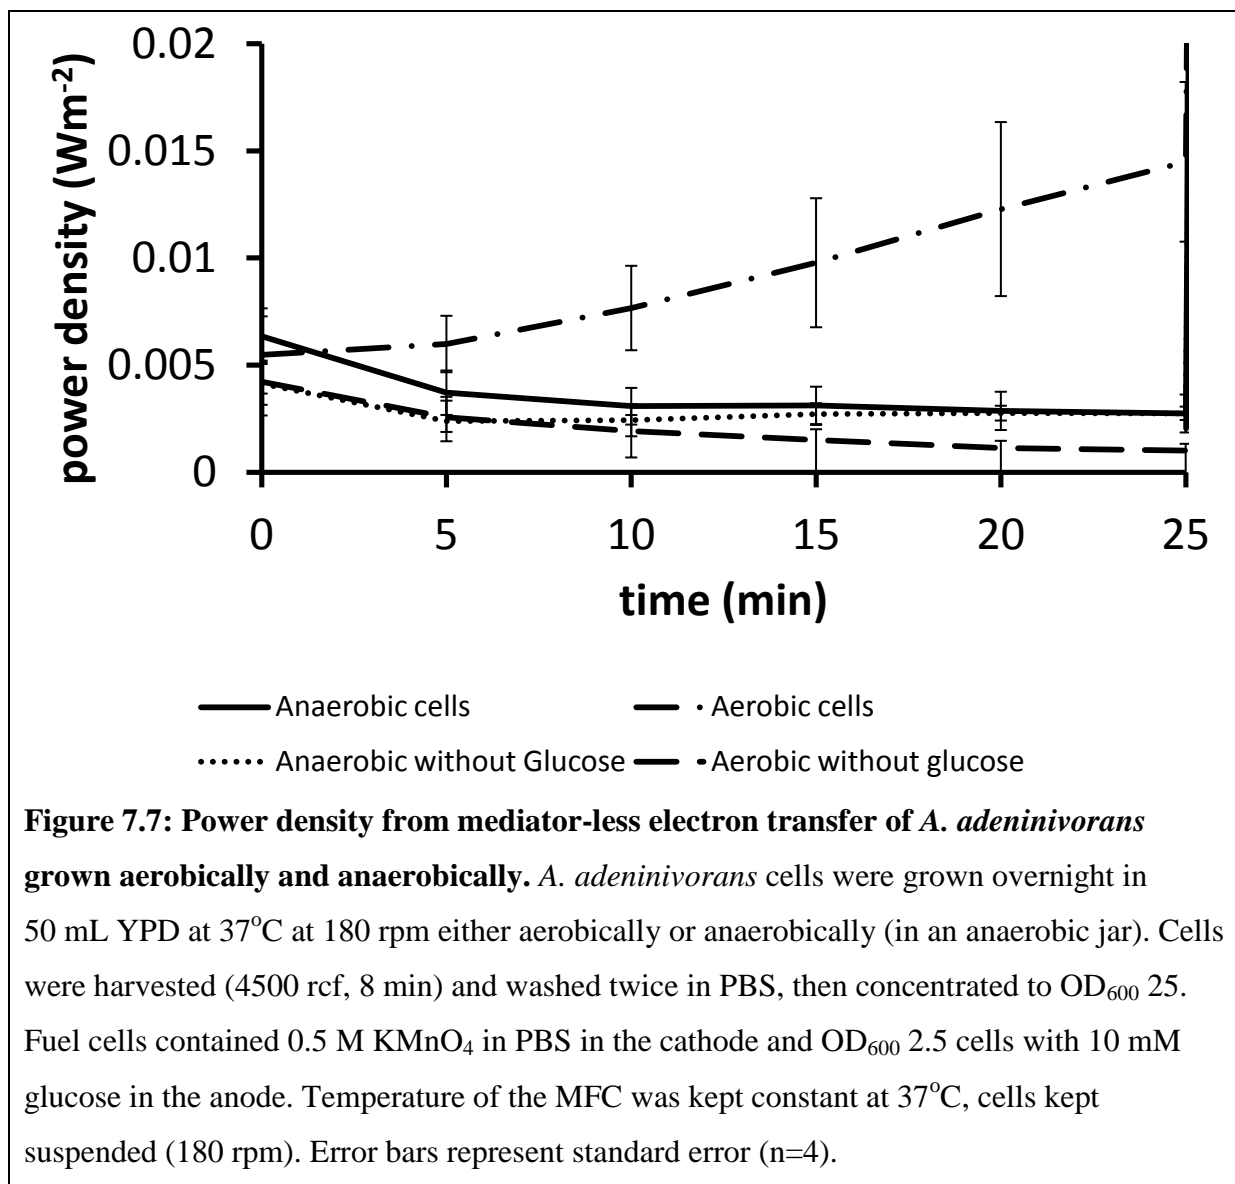 0.02
0.015
0.01
0.005
0
power density (Wm⁻²)
0 5 10 15 20 25
time (min)
Anaerobic cells Aerobic cells
Anaerobic without Glucose Aerobic without glucose
Figure 7.7: Power density from mediator-less electron transfer of A. adeninivorans
grown aerobically and anaerobically. A. adeninivorans cells were grown overnight in
50 mL YPD at 37°C at 180 rpm either aerobically or anaerobically (in an anaerobic jar). Cells
were harvested (4500 rcf, 8 min) and washed twice in PBS, then concentrated to OD₆₀₀ 25.
Fuel cells contained 0.5 M KMnO₄ in PBS in the cathode and OD₆₀₀ 2.5 cells with 10 mM
glucose in the anode. Temperature of the MFC was kept constant at 37°C, cells kept
suspended (180 rpm). Error bars represent standard error (n=4).